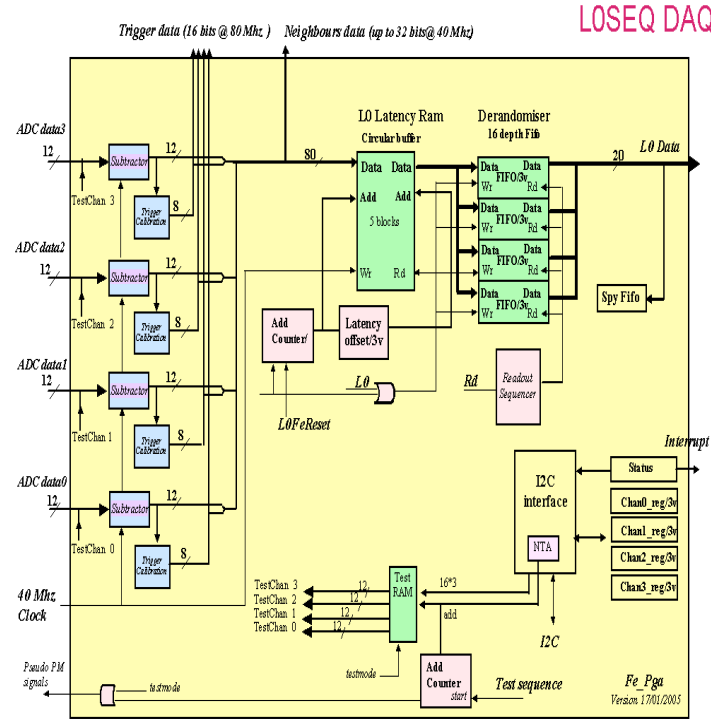 L0SEQ DAQ
Trigger data (16 bits @ 80 Mhz )
Neighbours data (up to 32 bits@ 40 Mhz)
L0 Latency Ram
Circular buffer
Derandomiser
16 depth Fifo
ADC data3
12
Subtractor
12
TestChan 3
Trigger
Calibration
8
80
Data Data
Add Add
5 blocks
Wr Rd
Data Data
FIFO/3v
Wr Rd
Data Data
FIFO/3v
Wr Rd
Data Data
FIFO/3v
Wr Rd
Data Data
FIFO/3v
Wr Rd
20
L0 Data
Spy Fifo
ADC data2
12
Subtractor
12
TestChan 2
Trigger
Calibration
8
Add
Counter/
Latency
offset/3v
L0
L0FeReset
Rd
Readout
Sequencer
ADC data1
12
Subtractor
12
TestChan 1
Trigger
Calibration
8
ADC data0
12
Subtractor
12
TestChan 0
Trigger
Calibration
8
Interrupt
I2C
interface
NTA
Status
Chan0_reg/3v
Chan1_reg/3v
Chan2_reg/3v
Chan3_reg/3v
I2C
40 Mhz
Clock
TestChan 3
TestChan 2
TestChan 1
TestChan 0
12
12
12
12
Test
RAM
16*3
add
testmode
Add
Counter
start
Test sequence
Pseudo PM
signals
testmode
Fe_Pga
Version 17/01/2005